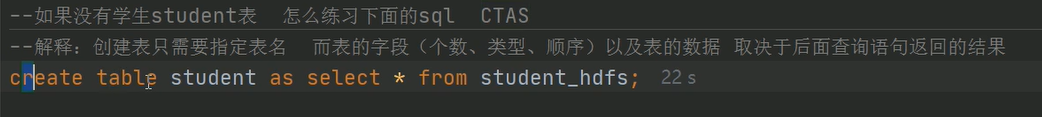 --如果没有学生student表  怎么练习下面的sql  CTAS
--解释：创建表只需要指定表名  而表的字段（个数、类型、顺序）以及表的数据 取决于后面查询语句返回的结果
create table student as select * from student_hdfs;  22 s